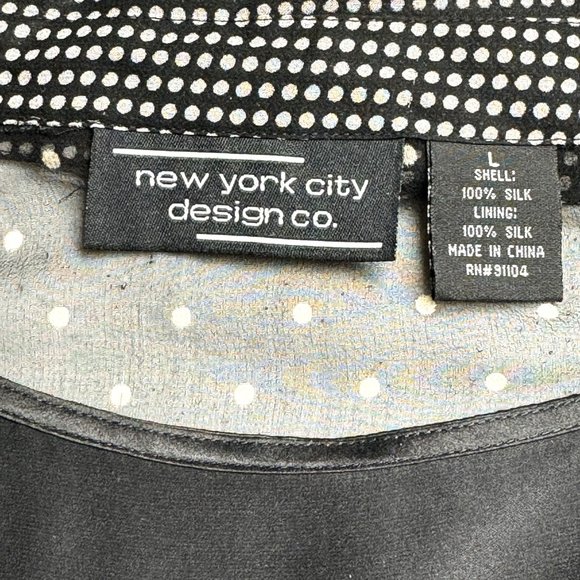 new york city
design co.
L
SHELL:
100% SILK
LINING:
100% SILK
MADE IN CHINA
RN#91104